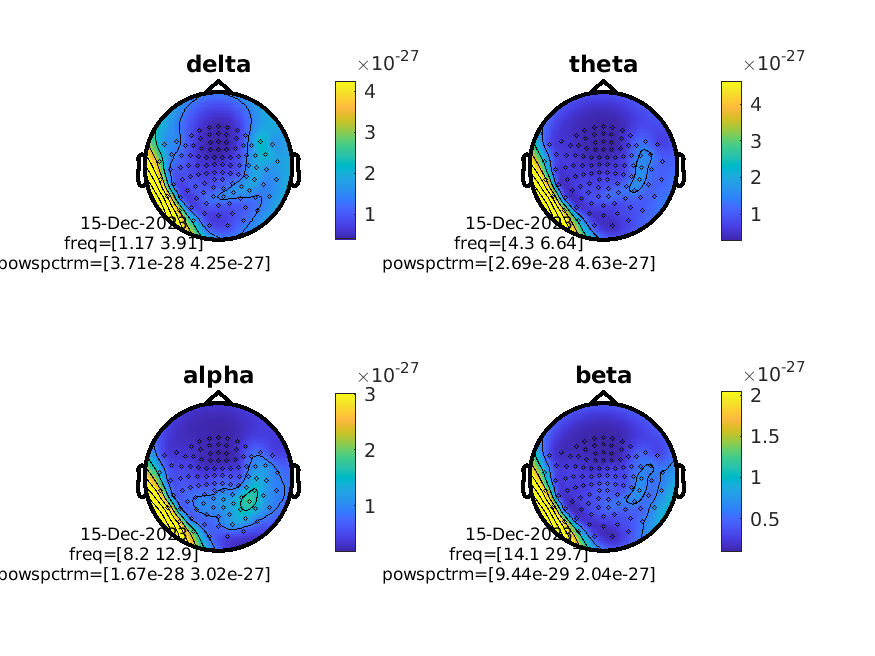 delta
×10-27
4
3
2
1
15-Dec-2023
freq=[1.17 3.91]
powspctrm=[3.71e-28 4.25e-27]
theta
×10-27
4
3
2
1
15-Dec-2023
freq=[4.3 6.64]
powspctrm=[2.69e-28 4.63e-27]
alpha
×10-27
3
2
1
15-Dec-2023
freq=[8.2 12.9]
powspctrm=[1.67e-28 3.02e-27]
beta
×10-27
2
1.5
1
0.5
15-Dec-2023
freq=[14.1 29.7]
powspctrm=[9.44e-29 2.04e-27]